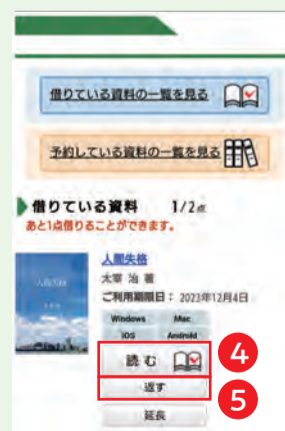 借りている資料の一覧を見る
予約している資料の一覧を見る
借りている資料 1/2点
あと1点借りることができます。
人間失格
人間失格
太宰 治 著
ご利用期限日： 2023年12月4日
Windows Mac
iOS Android
読む
4
返す
5
延長